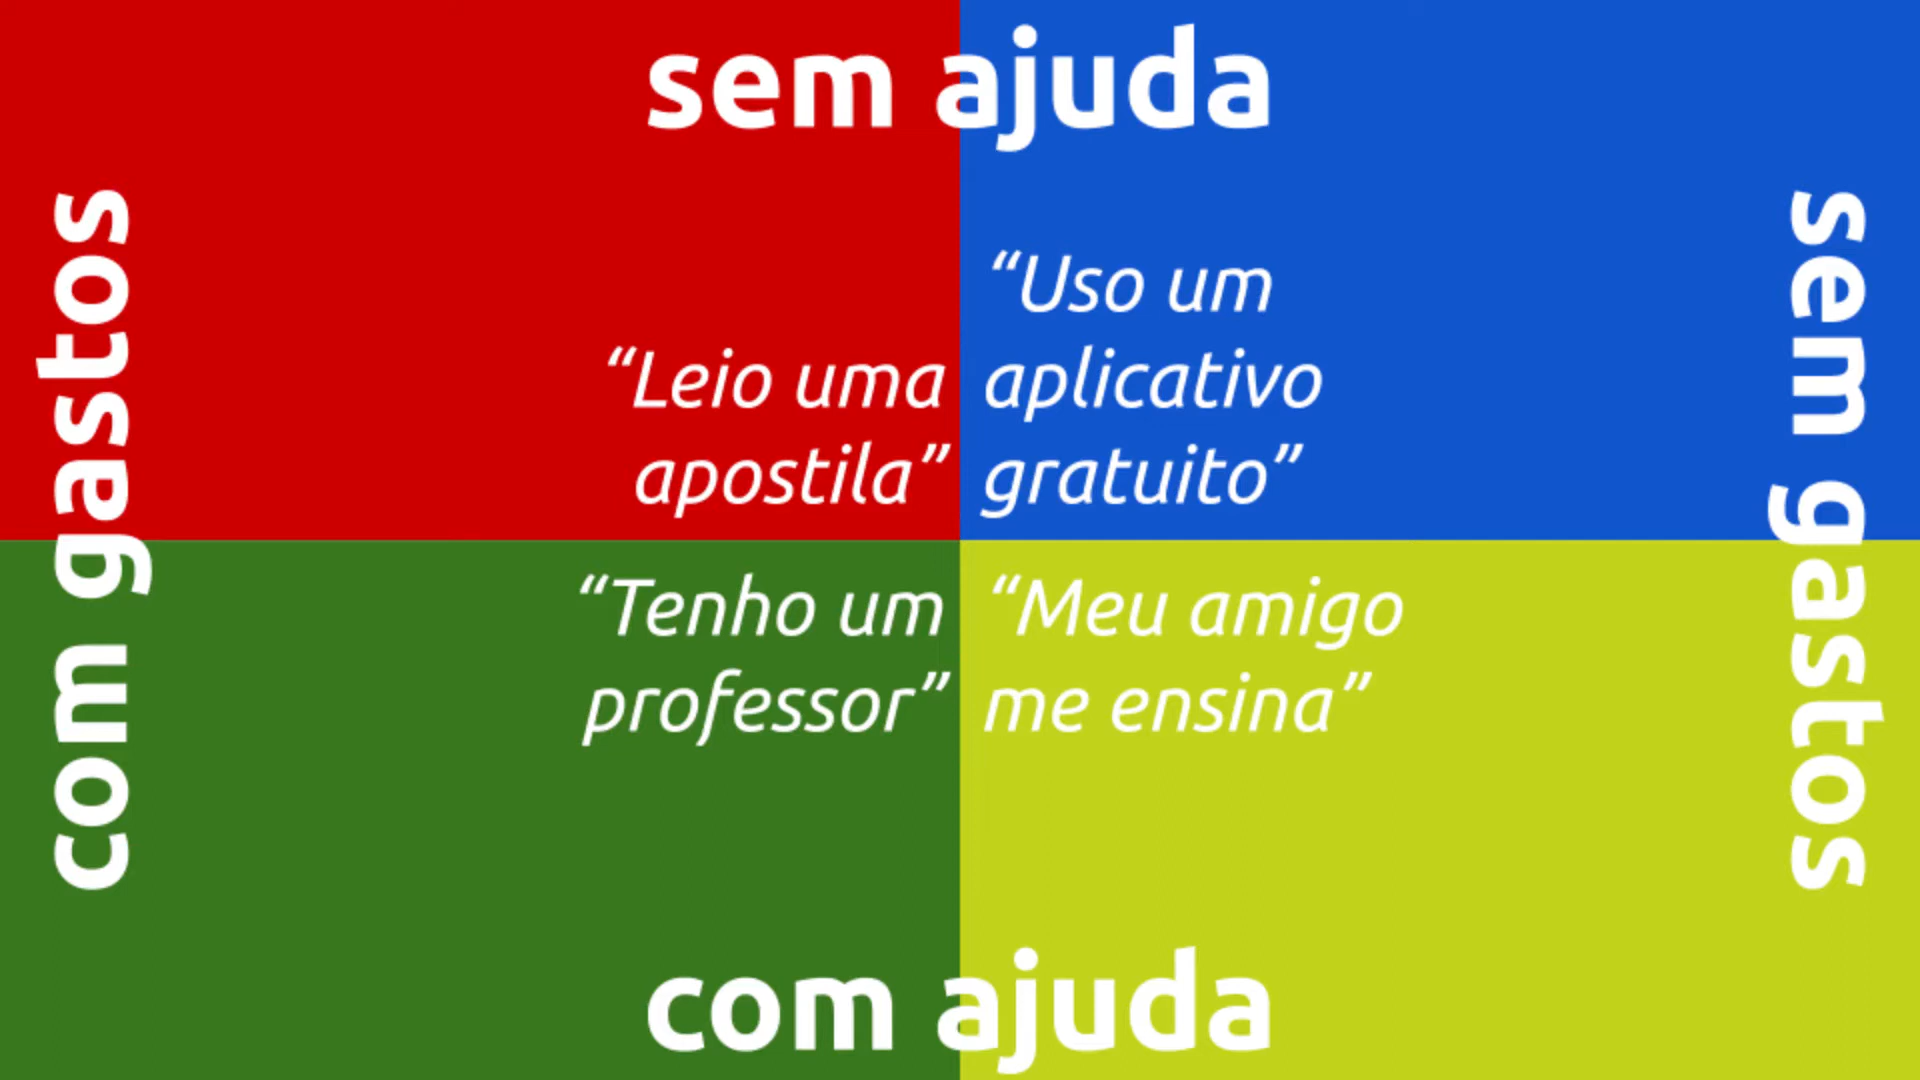 sem ajuda
com gastos
sem gastos
“Leio uma
apostila”
“Uso um
aplicativo
gratuito”
“Tenho um
professor”
“Meu amigo
me ensina”
com ajuda